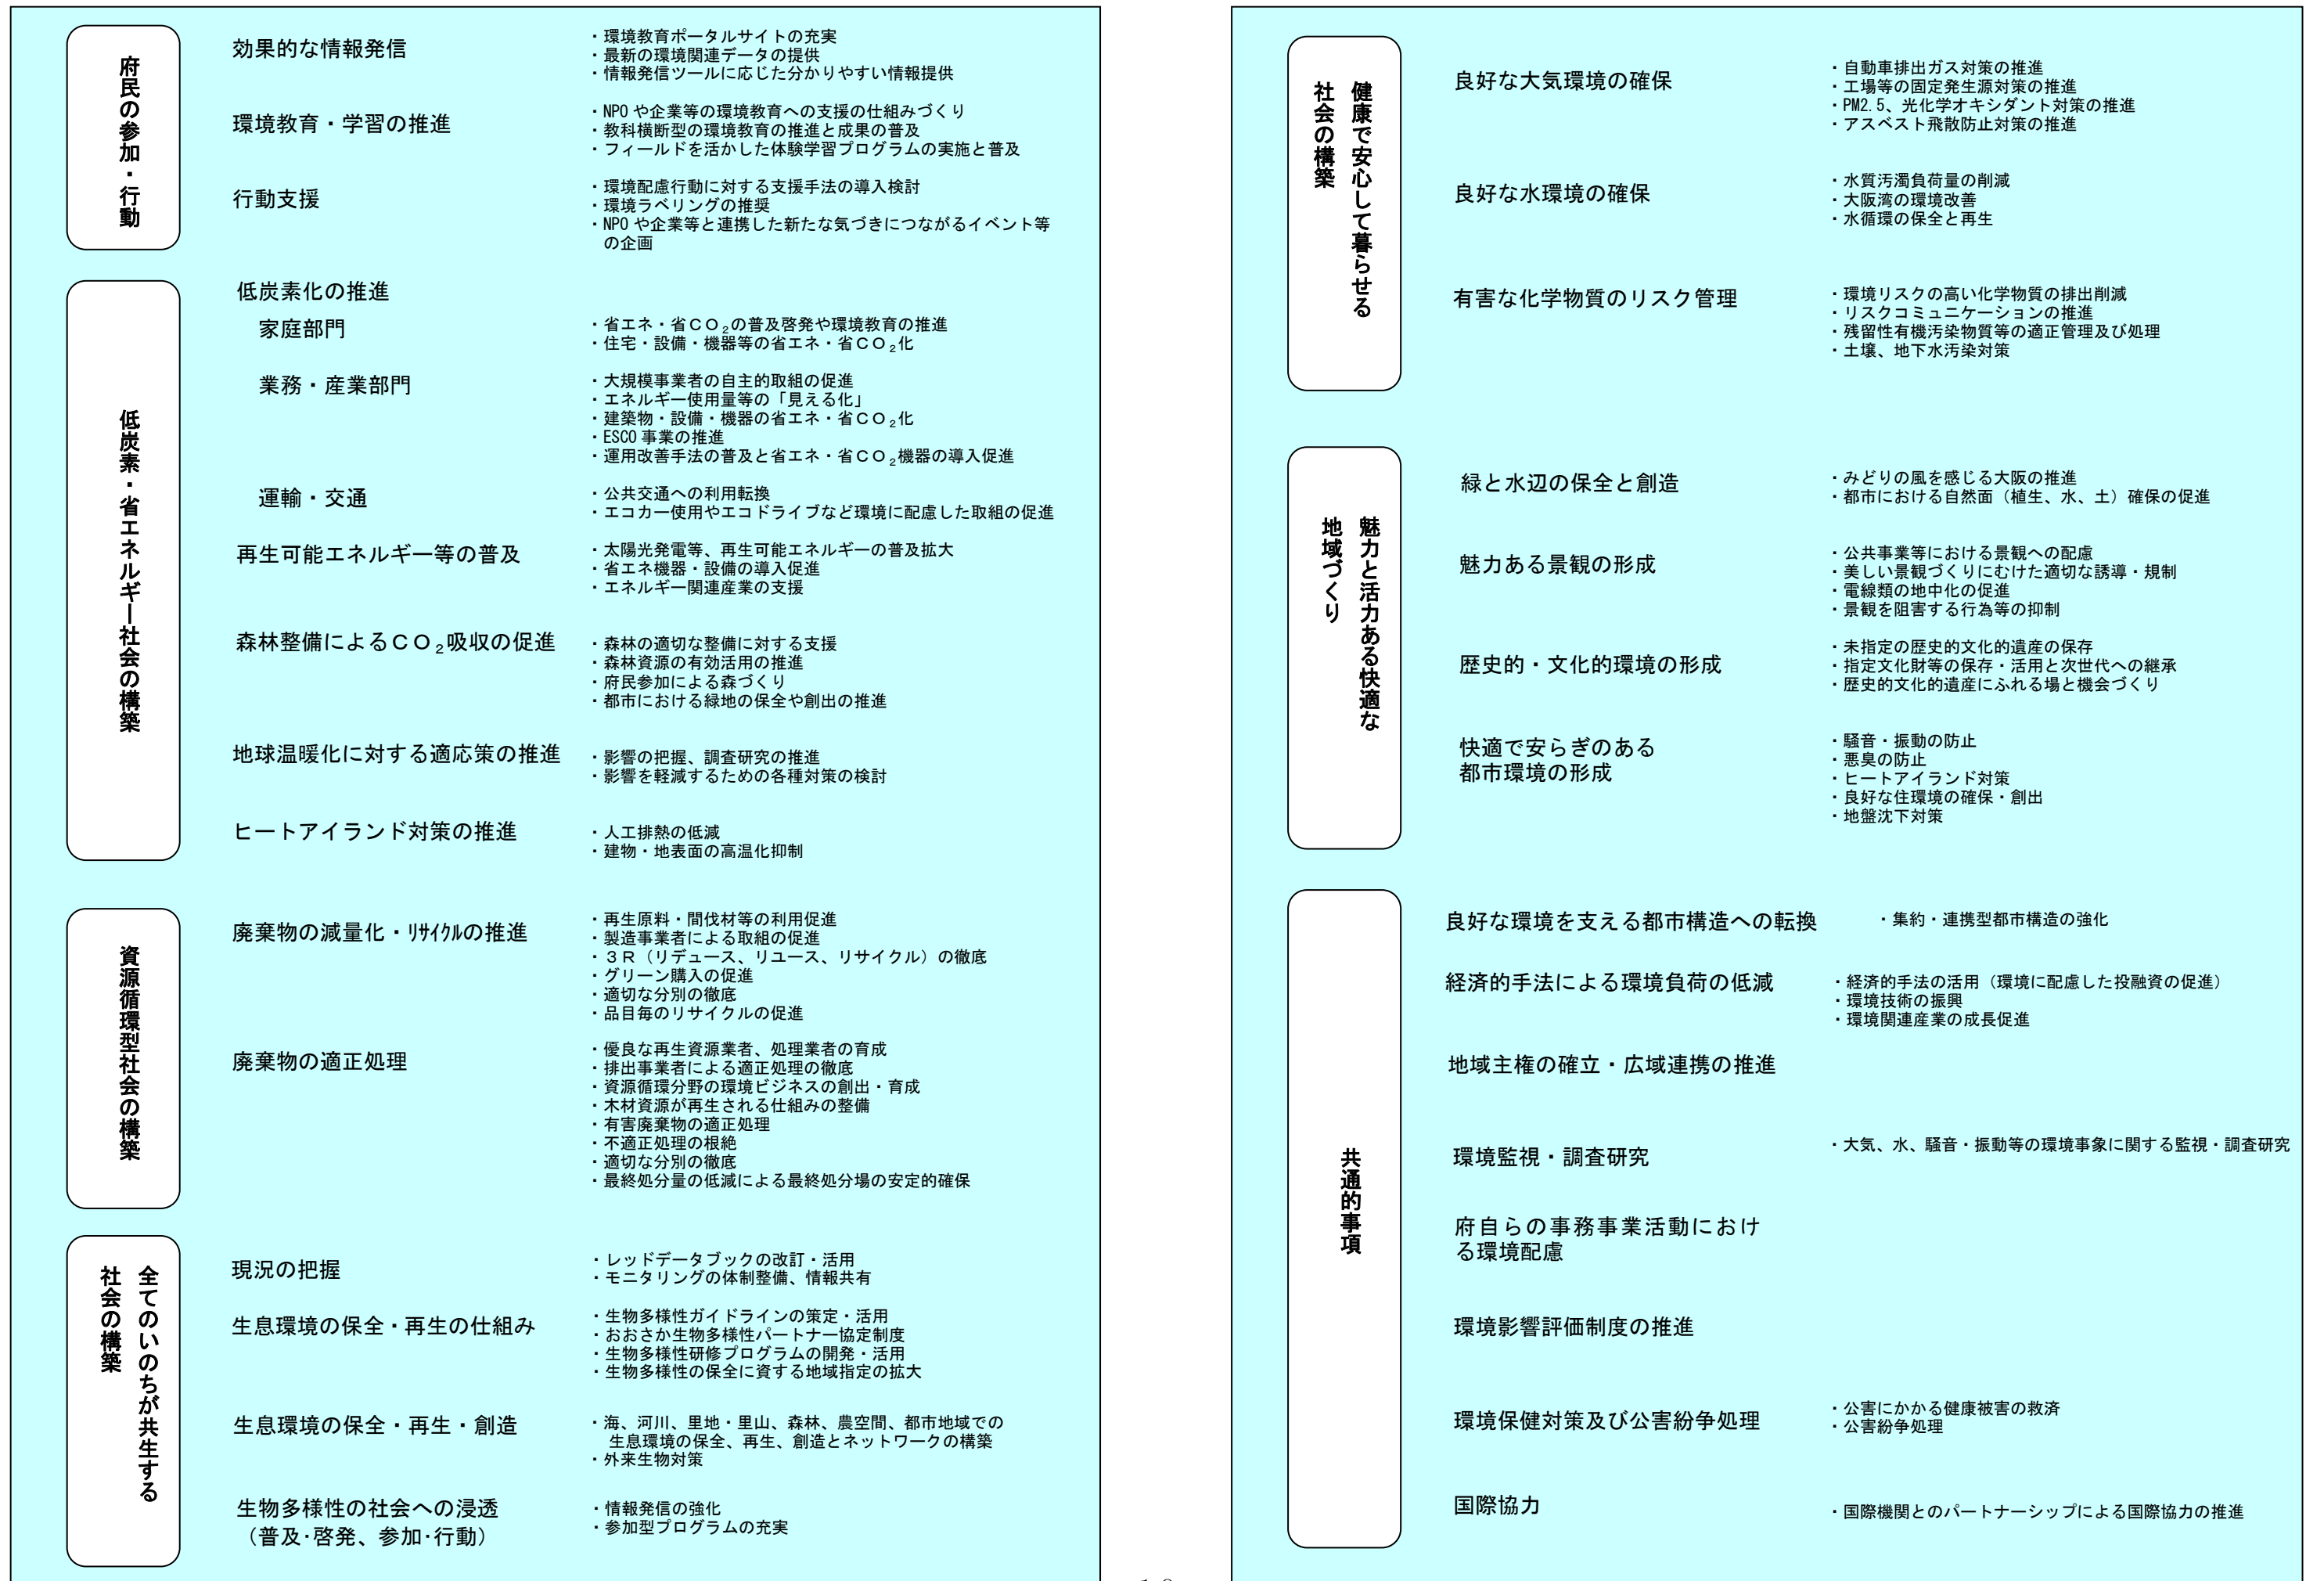 府民の参加・行動
効果的な情報発信
・環境教育ポータルサイトの充実
・最新の環境関連データの提供
・情報発信ツールに応じた分かりやすい情報提供
環境教育・学習の推進
・NPO や企業等の環境教育への支援の仕組みづくり
・教科横断型の環境教育の推進と成果の普及
・フィールドを活かした体験学習プログラムの実施と普及
行動支援
・環境配慮行動に対する支援手法の導入検討
・環境ラベリングの推奨
・NPO や企業等と連携した新たな気づきにつながるイベント等
の企画
低炭素・省エネルギー社会の構築
低炭素化の推進
家庭部門
・省エネ・省ＣＯ₂の普及啓発や環境教育の推進
・住宅・設備・機器等の省エネ・省ＣＯ₂化
業務・産業部門
・大規模事業者の自主的取組の促進
・エネルギー使用量等の「見える化」
・建築物・設備・機器の省エネ・省ＣＯ₂化
・ESCO 事業の推進
・運用改善手法の普及と省エネ・省ＣＯ₂機器の導入促進
運輸・交通
・公共交通への利用転換
・エコカー使用やエコドライブなど環境に配慮した取組の促進
再生可能エネルギー等の普及
・太陽光発電等、再生可能エネルギーの普及拡大
・省エネ機器・設備の導入促進
・エネルギー関連産業の支援
森林整備によるＣＯ₂吸収の促進
・森林の適切な整備に対する支援
・森林資源の有効活用の推進
・府民参加による森づくり
・都市における緑地の保全や創出の推進
地球温暖化に対する適応策の推進
・影響の把握、調査研究の推進
・影響を軽減するための各種対策の検討
ヒートアイランド対策の推進
・人工排熱の低減
・建物・地表面の高温化抑制
資源循環型社会の構築
廃棄物の減量化・ﾘｻｲｸﾙの推進
・再生原料・間伐材等の利用促進
・製造事業者による取組の促進
・３Ｒ（リデュース、リユース、リサイクル）の徹底
・グリーン購入の促進
・適切な分別の徹底
・品目毎のリサイクルの促進
廃棄物の適正処理
・優良な再生資源業者、処理業者の育成
・排出事業者による適正処理の徹底
・資源循環分野の環境ビジネスの創出・育成
・木材資源が再生される仕組みの整備
・有害廃棄物の適正処理
・不適正処理の根絶
・適切な分別の徹底
・最終処分量の低減による最終処分場の安定的確保
全てのいのちが共生する
社会の構築
現況の把握
・レッドデータブックの改訂・活用
・モニタリングの体制整備、情報共有
生息環境の保全・再生の仕組み
・生物多様性ガイドラインの策定・活用
・おおさか生物多様性パートナー協定制度
・生物多様性研修プログラムの開発・活用
・生物多様性の保全に資する地域指定の拡大
生息環境の保全・再生・創造
・海、河川、里地・里山、森林、農空間、都市地域での
生息環境の保全、再生、創造とネットワークの構築
・外来生物対策
生物多様性の社会への浸透
（普及･啓発、参加･行動）
・情報発信の強化
・参加型プログラムの充実
健康で安心して暮らせる
社会の構築
良好な大気環境の確保
・自動車排出ガス対策の推進
・工場等の固定発生源対策の推進
・PM2.5、光化学オキシダント対策の推進
・アスベスト飛散防止対策の推進
良好な水環境の確保
・水質汚濁負荷量の削減
・大阪湾の環境改善
・水循環の保全と再生
有害な化学物質のリスク管理
・環境リスクの高い化学物質の排出削減
・リスクコミュニケーションの推進
・残留性有機汚染物質等の適正管理及び処理
・土壌、地下水汚染対策
魅力と活力ある快適な
地域づくり
緑と水辺の保全と創造
・みどりの風を感じる大阪の推進
・都市における自然面（植生、水、土）確保の促進
魅力ある景観の形成
・公共事業等における景観への配慮
・美しい景観づくりにむけた適切な誘導・規制
・電線類の地中化の促進
・景観を阻害する行為等の抑制
歴史的・文化的環境の形成
・未指定の歴史的文化的遺産の保存
・指定文化財等の保存・活用と次世代への継承
・歴史的文化的遺産にふれる場と機会づくり
快適で安らぎのある
都市環境の形成
・騒音・振動の防止
・悪臭の防止
・ヒートアイランド対策
・良好な住環境の確保・創出
・地盤沈下対策
共通的事項
良好な環境を支える都市構造への転換
・集約・連携型都市構造の強化
経済的手法による環境負荷の低減
・経済的手法の活用（環境に配慮した投融資の促進）
・環境技術の振興
・環境関連産業の成長促進
地域主権の確立・広域連携の推進
環境監視・調査研究
・大気、水、騒音・振動等の環境事象に関する監視・調査研究
府自らの事務事業活動におけ
る環境配慮
環境影響評価制度の推進
環境保健対策及び公害紛争処理
・公害にかかる健康被害の救済
・公害紛争処理
国際協力
・国際機関とのパートナーシップによる国際協力の推進